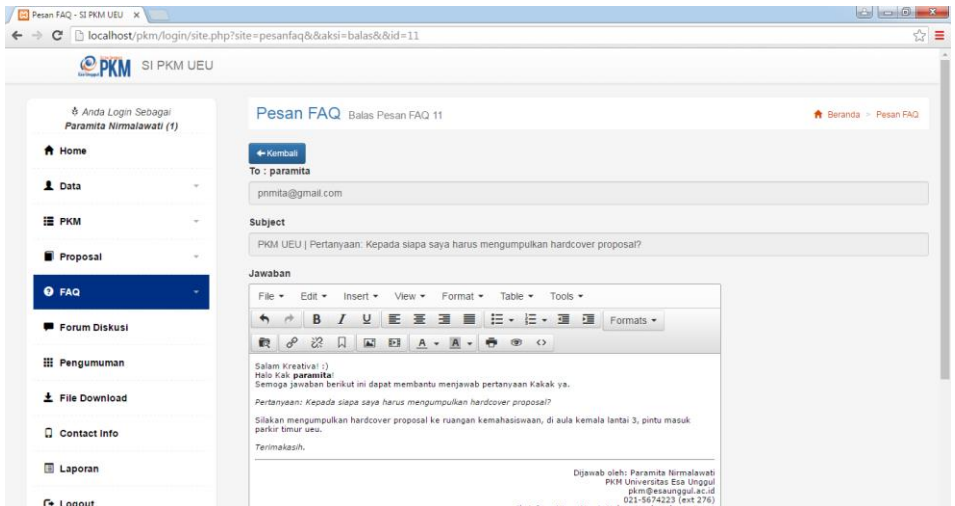 Pesan FAQ - SI PKM UEU
localhost/pkm/login/site.php?site=pesanfaq&&aksi=balas&&id=11
PKM SI PKM UEU
Anda Login Sebagai
Paramita Nirmalawati (1)
Home
Data
PKM
Proposal
FAQ
Forum Diskusi
Pengumuman
File Download
Contact Info
Laporan
Logout
Pesan FAQ Balas Pesan FAQ 11
Beranda > Pesan FAQ
Kembali
To : paramita
pnmita@gmail.com
Subject
PKM UEU | Pertanyaan: Kepada siapa saya harus mengumpulkan hardcover proposal?
Jawaban
File Edit Insert View Format Table Tools
B I U Formats
A A
Salam Kreativa! :)
Halo Kak paramita!
Semoga jawaban berikut ini dapat membantu menjawab pertanyaan Kakak ya.
Pertanyaan: Kepada siapa saya harus mengumpulkan hardcover proposal?
Silakan mengumpulkan hardcover proposal ke ruangan kemahasiswaan, di aula kemala lantai 3, pintu masuk
parkir timur ueu.
Terimakasih.
Dijawab oleh: Paramita Nirmalawati
PKM Universitas Esa Unggul
pkm@esaunggul.ac.id
021-5674223 (ext 276)